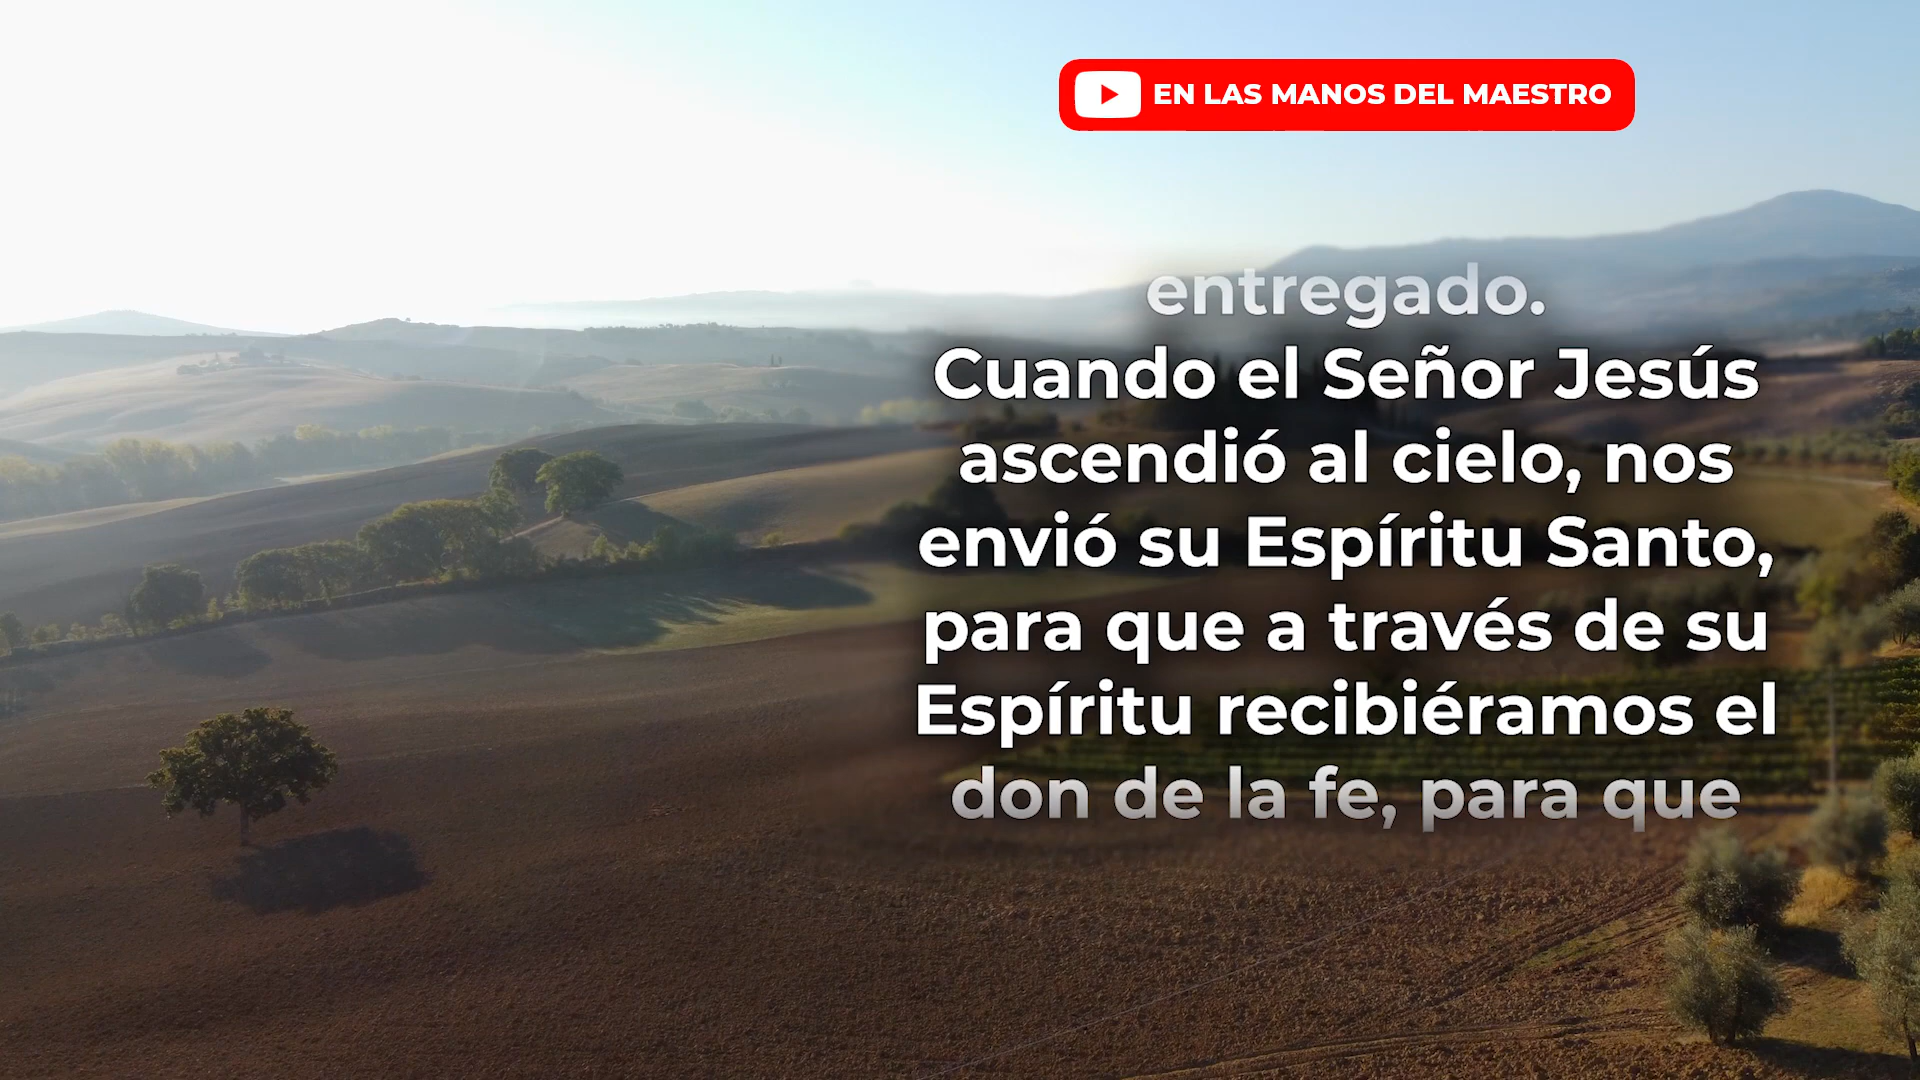 EN LAS MANOS DEL MAESTRO
entregado.
Cuando el Señor Jesús
ascendió al cielo, nos
envió su Espíritu Santo,
para que a través de su
Espíritu recibiéramos el
don de la fe, para que